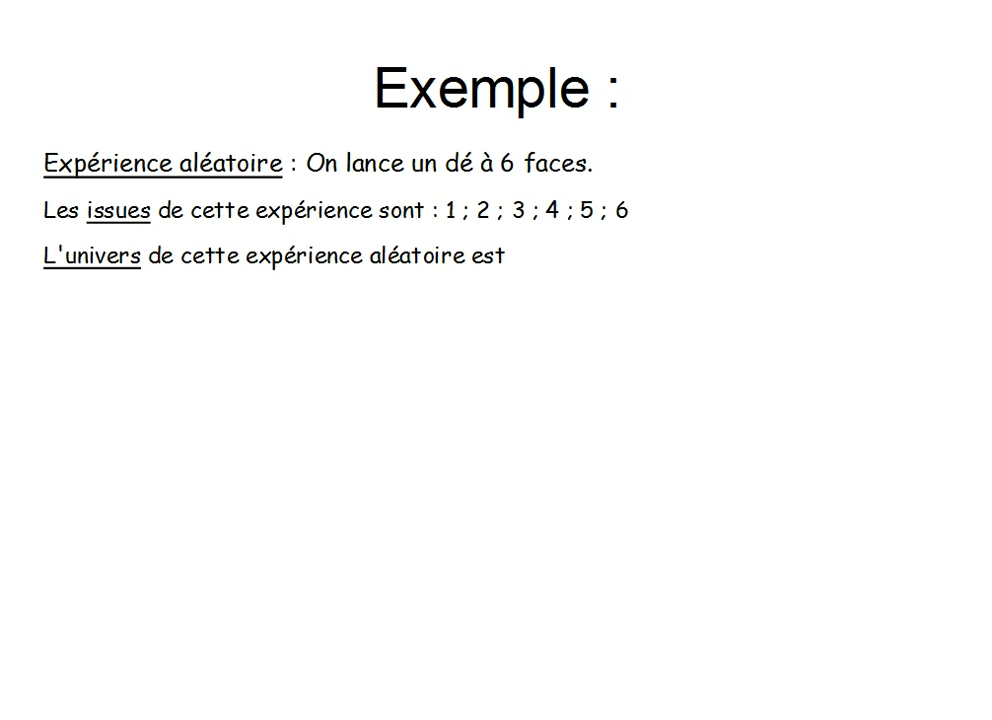 Exemple :
Expérience aléatoire : On lance un dé à 6 faces.
Les issues de cette expérience sont : 1 ; 2 ; 3 ; 4 ; 5 ; 6
L'univers de cette expérience aléatoire est